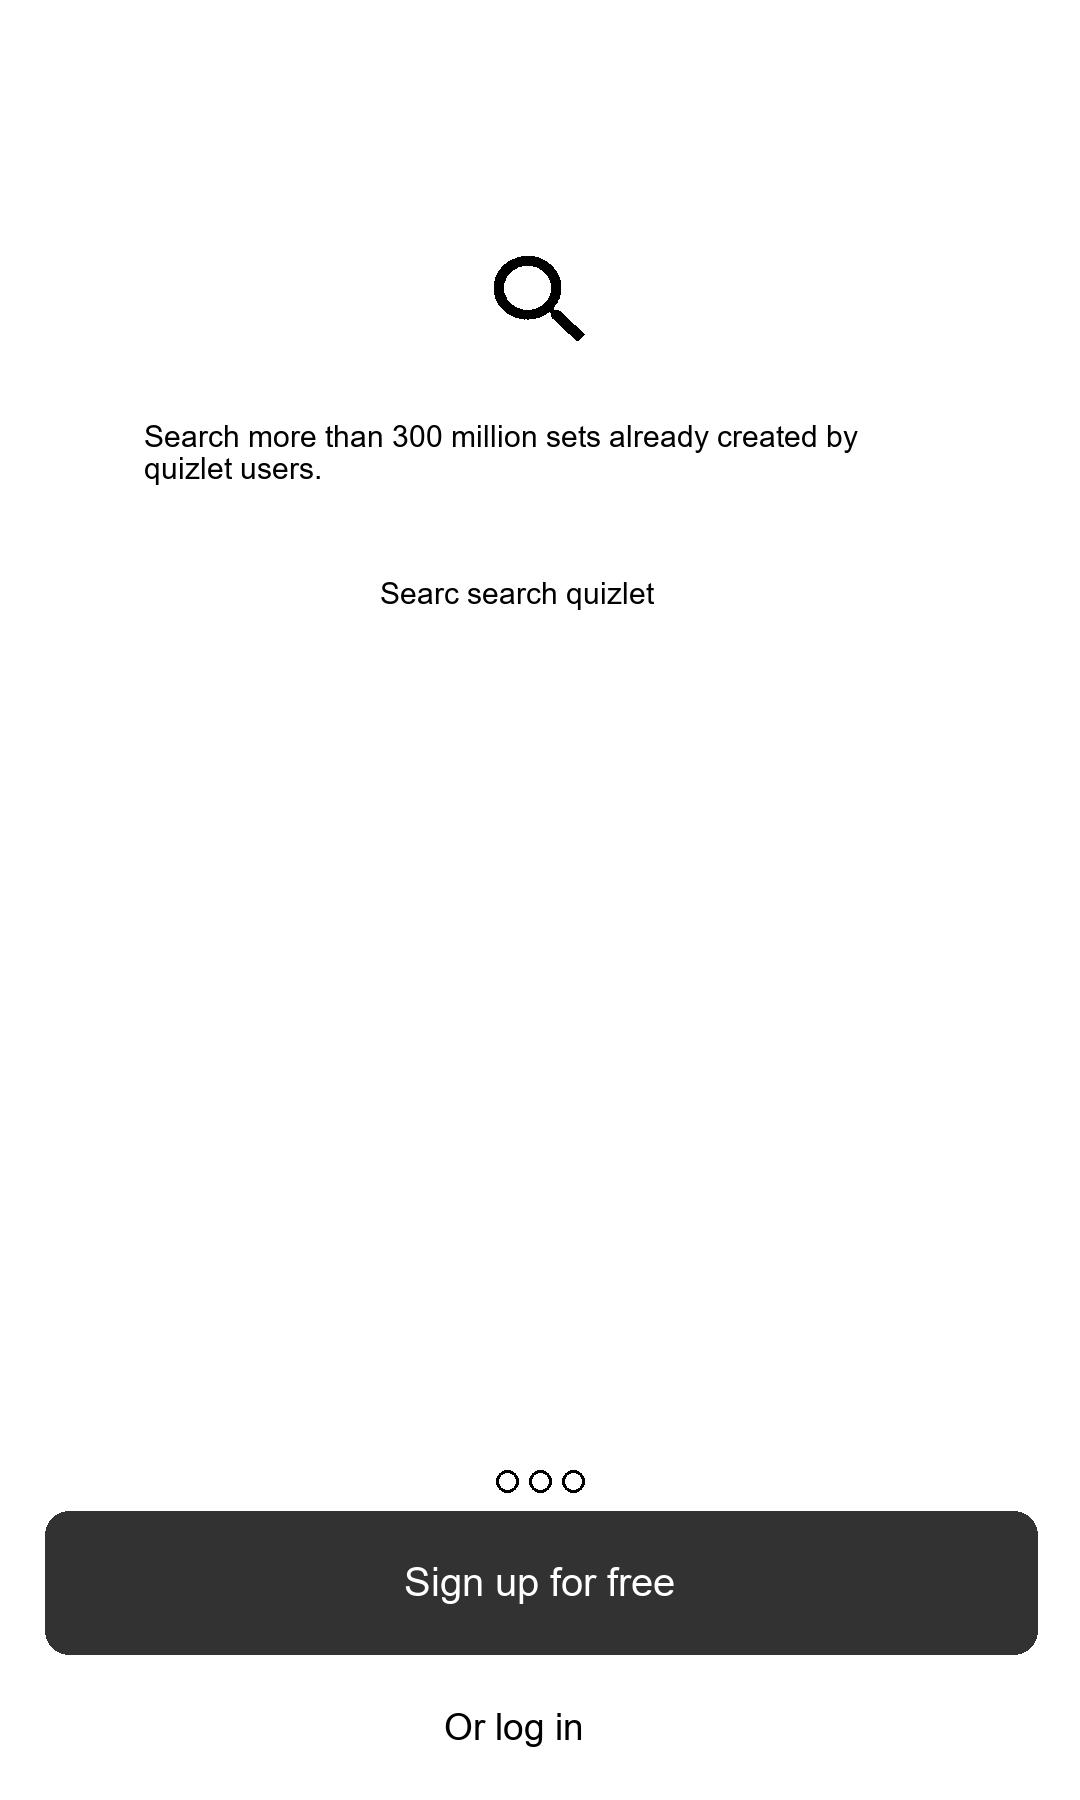 Search more than 300 million sets already created by
quizlet users.
Searc search quizlet
Sign up for free
Or log in